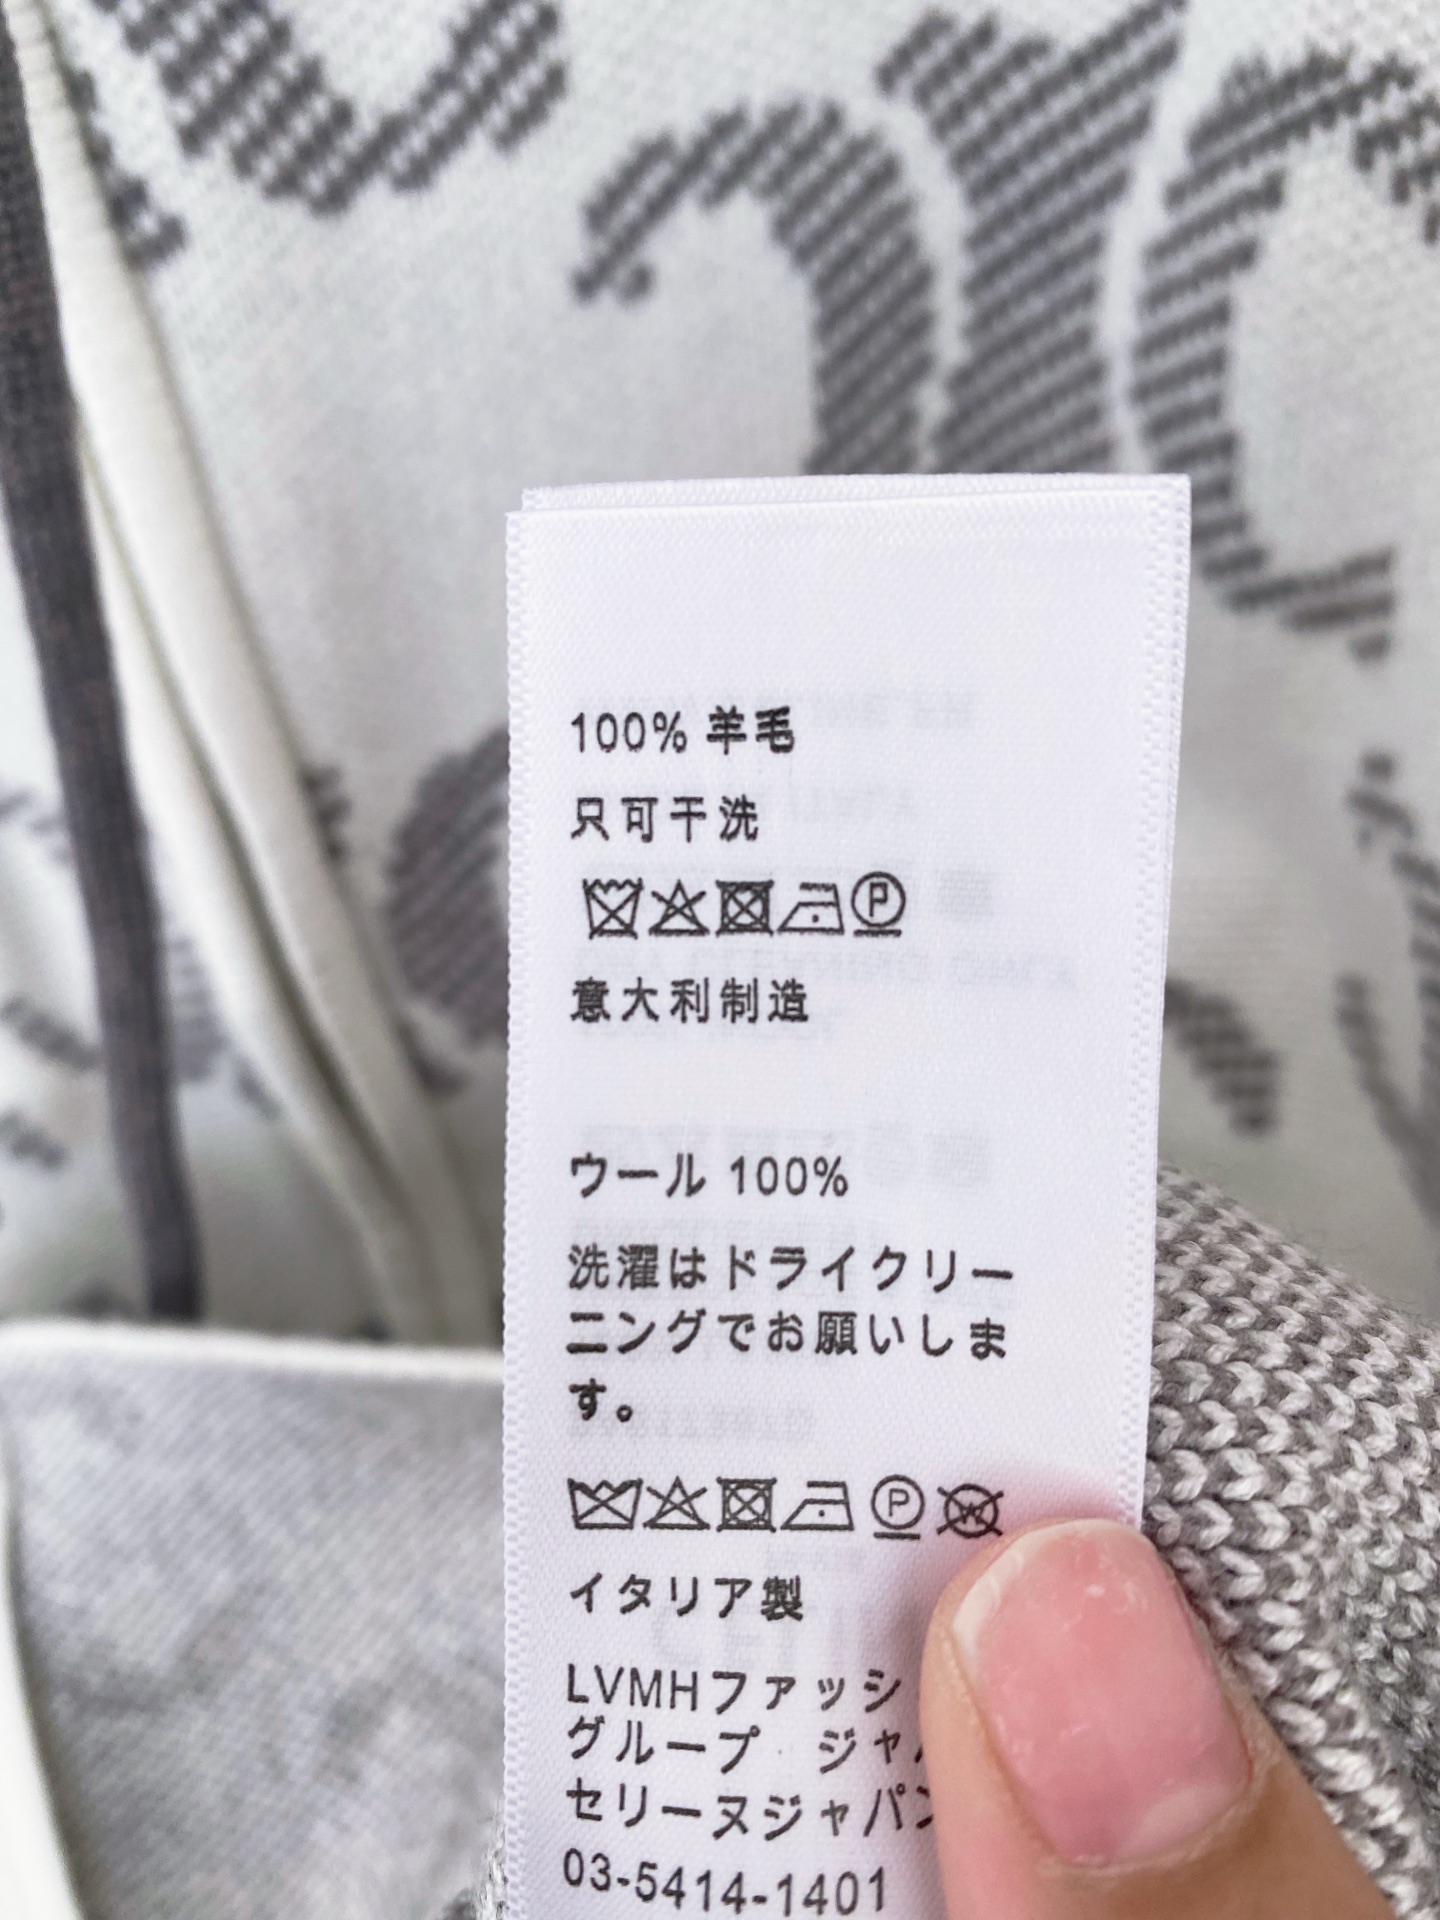 100% 羊毛
只可干洗
P
意大利制造
ウール 100%
洗濯はドライクリー
ニングでお願いしま
す。
P W
イタリア製
LVMHファッシ
グループ ジャ
セリーヌジャパン
03-5414-1401